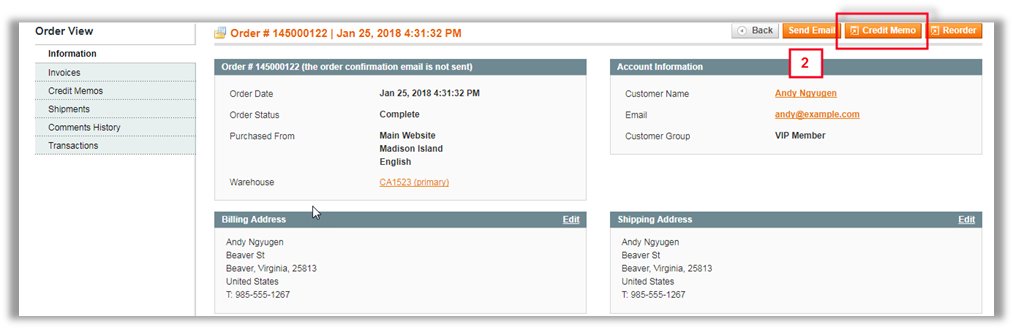 Order View
Information
Invoices
Credit Memos
Shipments
Comments History
Transactions
Order # 145000122 | Jan 25, 2018 4:31:32 PM
Back
Send Email
Credit Memo
Reorder
2
Order # 145000122 (the order confirmation email is not sent)
Order Date Jan 25, 2018 4:31:32 PM
Order Status Complete
Purchased From Main Website
Madison Island
English
Warehouse CA1523 (primary)
Account Information
Customer Name Andy Ngyugen
Email andy@example.com
Customer Group VIP Member
Billing Address Edit
Andy Ngyugen
Beaver St
Beaver, Virginia, 25813
United States
T: 985-555-1267
Shipping Address Edit
Andy Ngyugen
Beaver St
Beaver, Virginia, 25813
United States
T: 985-555-1267